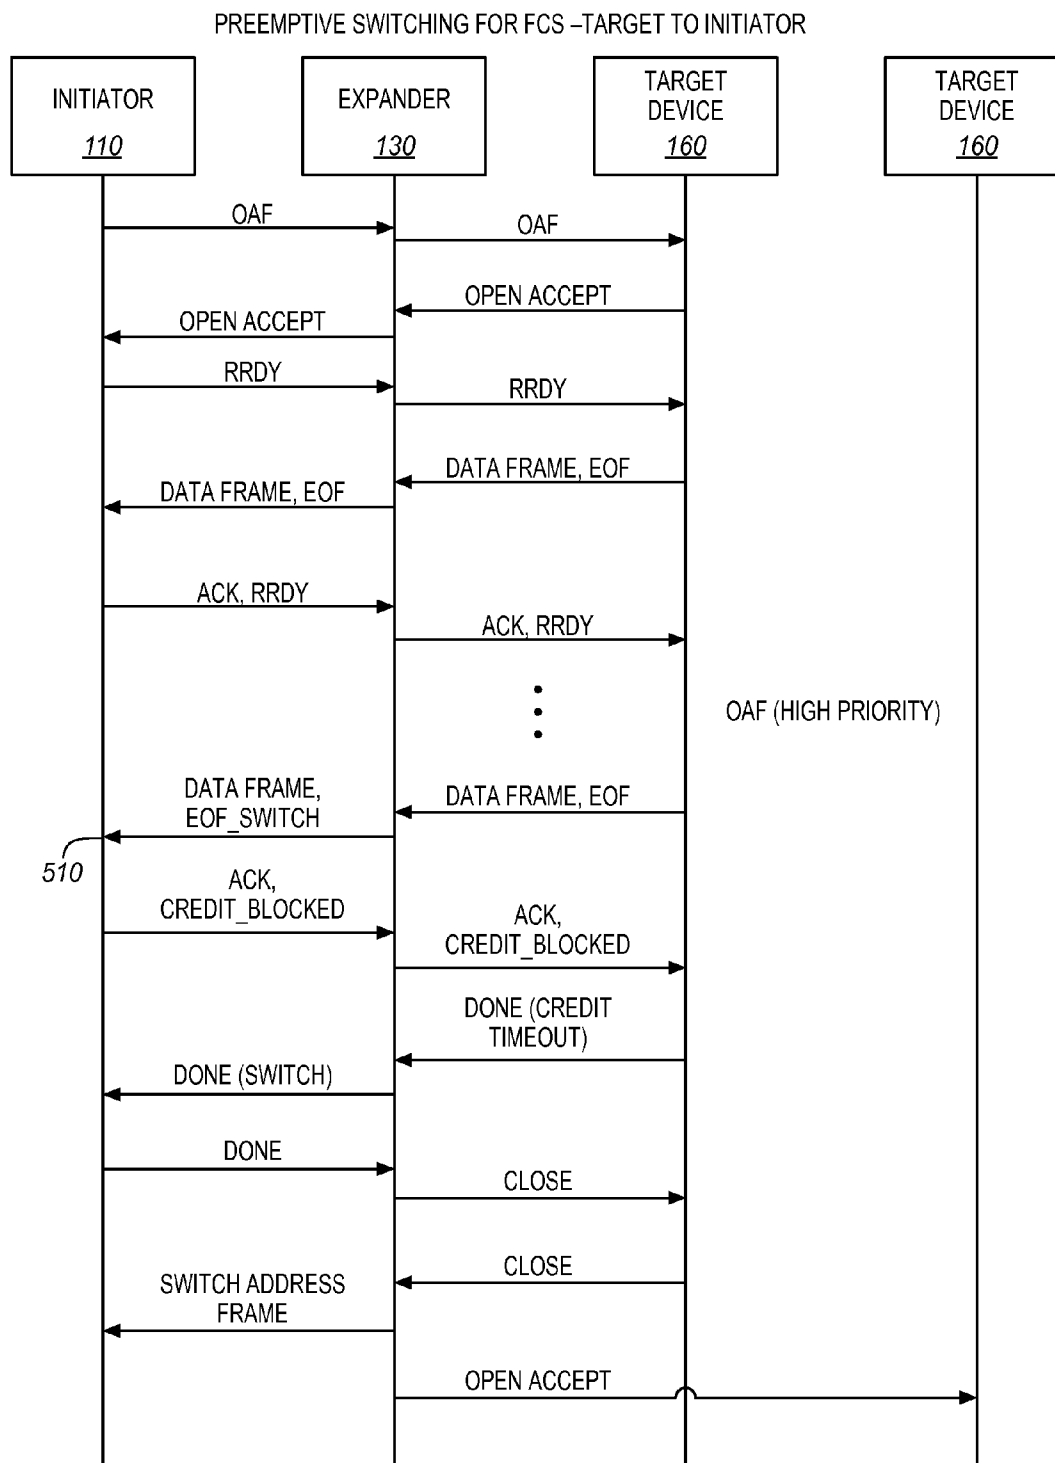 PREEMPTIVE SWITCHING FOR FCS –TARGET TO INITIATOR
INITIATOR
110
EXPANDER
130
TARGET
DEVICE
160
TARGET
DEVICE
160
OAF
OAF
OPEN ACCEPT
OPEN ACCEPT
RRDY
RRDY
DATA FRAME, EOF
DATA FRAME, EOF
ACK, RRDY
ACK, RRDY
OAF (HIGH PRIORITY)
DATA FRAME, EOF
DATA FRAME,
EOF_SWITCH
510
ACK,
CREDIT_BLOCKED
ACK,
CREDIT_BLOCKED
DONE (CREDIT
TIMEOUT)
DONE (SWITCH)
DONE
CLOSE
CLOSE
SWITCH ADDRESS
FRAME
OPEN ACCEPT